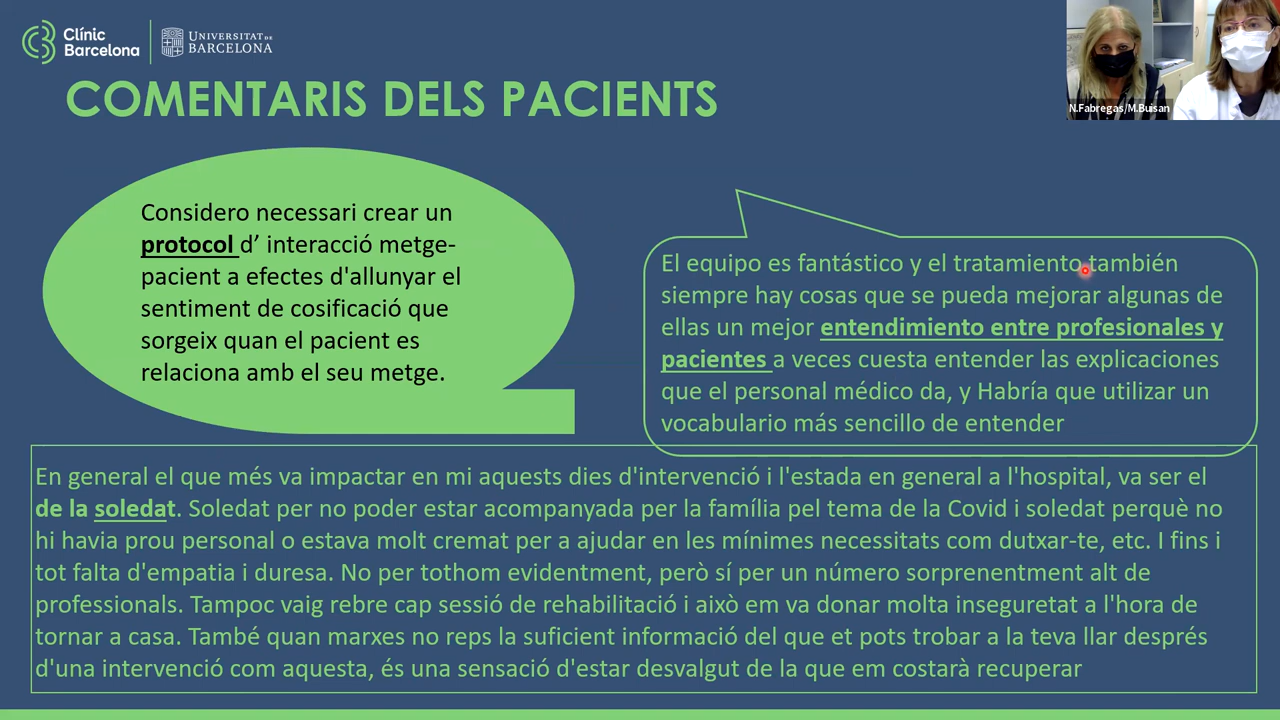 Clínic
Barcelona
UNIVERSITAT DE
BARCELONA
N.Fabregas/M.Buisan
COMENTARIS DELS PACIENTS
Considero necessari crear un
protocol d’ interacció metge-
pacient a efectes d'allunyar el
sentiment de cosificació que
sorgeix quan el pacient es
relaciona amb el seu metge.
El equipo es fantástico y el tratamiento también
siempre hay cosas que se pueda mejorar algunas de
ellas un mejor entendimiento entre profesionales y
pacientes a veces cuesta entender las explicaciones
que el personal médico da, y Habría que utilizar un
vocabulario más sencillo de entender
En general el que més va impactar en mi aquests dies d'intervenció i l'estada en general a l'hospital, va ser el
de la soledat. Soledat per no poder estar acompanyada per la família pel tema de la Covid i soledat perquè no
hi havia prou personal o estava molt cremat per a ajudar en les mínimes necessitats com dutxar-te, etc. I fins i
tot falta d'empatia i duresa. No per tothom evidentment, però sí per un número sorprenentment alt de
professionals. Tampoc vaig rebre cap sessió de rehabilitació i això em va donar molta inseguretat a l'hora de
tornar a casa. També quan marxes no reps la suficient informació del que et pots trobar a la teva llar després
d'una intervenció com aquesta, és una sensació d'estar desvalgut de la que em costarà recuperar